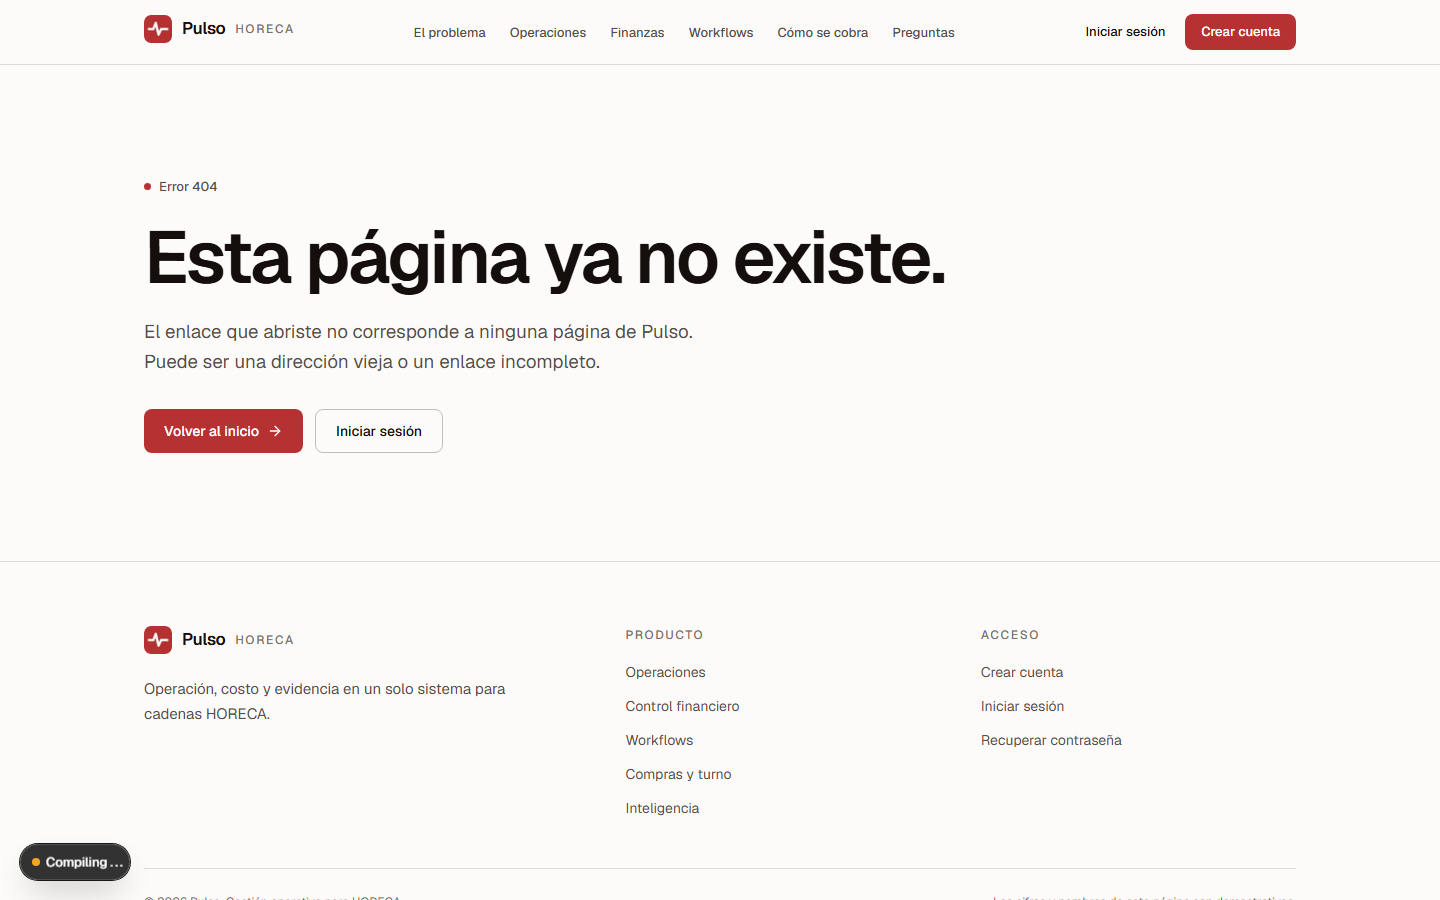 Pulso HORECA
El problema Operaciones Finanzas Workflows Cómo se cobra Preguntas
Iniciar sesión Crear cuenta
Error 404
Esta página ya no existe.
El enlace que abriste no corresponde a ninguna página de Pulso.
Puede ser una dirección vieja o un enlace incompleto.
Volver al inicio → Iniciar sesión
Pulso HORECA
Operación, costo y evidencia en un solo sistema para
cadenas HORECA.
PRODUCTO
Operaciones
Control financiero
Workflows
Compras y turno
Inteligencia
ACCESO
Crear cuenta
Iniciar sesión
Recuperar contraseña
Compiling ...